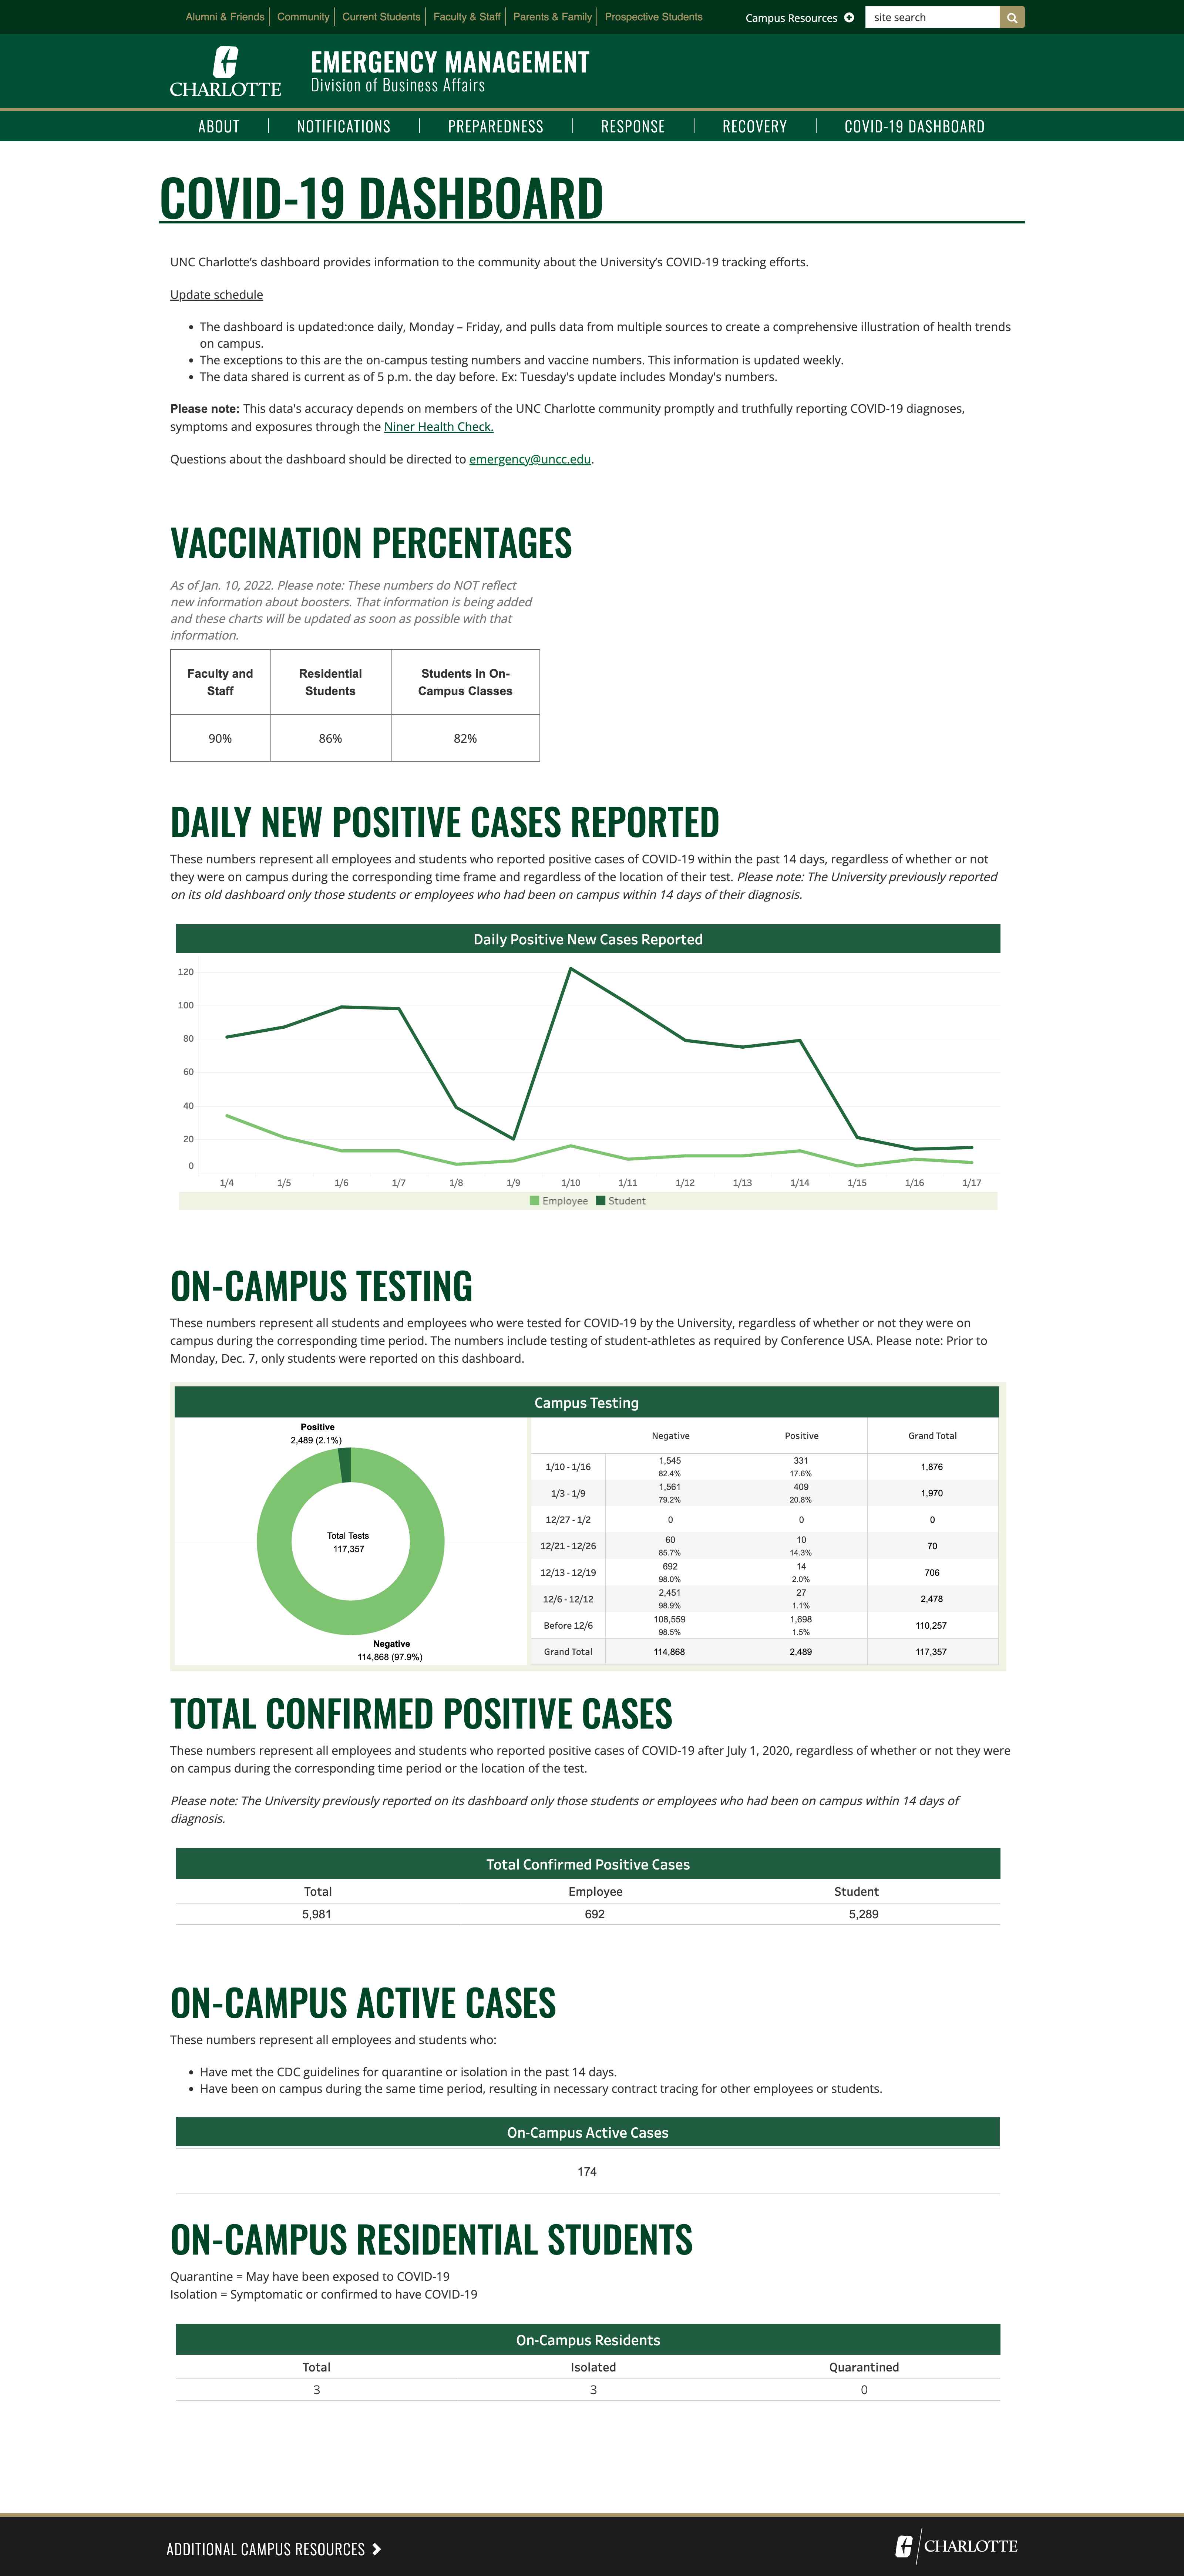 Alumni & Friends
Community
Current Students
Faculty & Staff
Parents & Family
Prospective Students
Campus Resources
site search
CHARLOTTE
EMERGENCY MANAGEMENT
Division of Business Affairs
ABOUT
NOTIFICATIONS
PREPAREDNESS
RESPONSE
RECOVERY
COVID-19 DASHBOARD
COVID-19 DASHBOARD
UNC Charlotte's dashboard provides information to the community about the University's COVID-19 tracking efforts.
Update schedule
The dashboard is updated:once daily, Monday – Friday, and pulls data from multiple sources to create a comprehensive illustration of health trends
on campus.
The exceptions to this are the on-campus testing numbers and vaccine numbers. This information is updated weekly.
The data shared is current as of 5 p.m. the day before. Ex: Tuesday's update includes Monday's numbers.
Please note: This data's accuracy depends on members of the UNC Charlotte community promptly and truthfully reporting COVID-19 diagnoses,
symptoms and exposures through the Niner Health Check.
Questions about the dashboard should be directed to emergency@uncc.edu.
VACCINATION PERCENTAGES
As of Jan. 10, 2022. Please note: These numbers do NOT reflect
new information about boosters. That information is being added
and these charts will be updated as soon as possible with that
information.
Faculty and
Staff
Residential
Students
Students in On-
Campus Classes
90% 86% 82%
DAILY NEW POSITIVE CASES REPORTED
These numbers represent all employees and students who reported positive cases of COVID-19 within the past 14 days, regardless of whether or not
they were on campus during the corresponding time frame and regardless of the location of their test. Please note: The University previously reported
on its old dashboard only those students or employees who had been on campus within 14 days of their diagnosis.
Daily Positive New Cases Reported
120
100
80
60
40
20
0
1/4 1/5 1/6 1/7 1/8 1/9 1/10 1/11 1/12 1/13 1/14 1/15 1/16 1/17
Employee Student
ON-CAMPUS TESTING
These numbers represent all students and employees who were tested for COVID-19 by the University, regardless of whether or not they were on
campus during the corresponding time period. The numbers include testing of student-athletes as required by Conference USA. Please note: Prior to
Monday, Dec. 7, only students were reported on this dashboard.
Campus Testing
Positive
2,489 (2.1%)
Total Tests
117,357
Negative
114,868 (97.9%)
Negative Positive Grand Total
1/10 - 1/16 1,545 331 1,876
82.4% 17.6%
1/3 - 1/9 1,561 409 1,970
79.2% 20.8%
12/27 - 1/2 0 0 0
12/21 - 12/26 60 10 70
85.7% 14.3%
12/13 - 12/19 692 14 706
98.0% 2.0%
12/6 - 12/12 2,451 27 2,478
98.9% 1.1%
Before 12/6 108,559 1,698 110,257
98.5% 1.5%
Grand Total 114,868 2,489 117,357
TOTAL CONFIRMED POSITIVE CASES
These numbers represent all employees and students who reported positive cases of COVID-19 after July 1, 2020, regardless of whether or not they were
on campus during the corresponding time period or the location of the test.
Please note: The University previously reported on its dashboard only those students or employees who had been on campus within 14 days of
diagnosis.
Total Confirmed Positive Cases
Total Employee Student
5,981 692 5,289
ON-CAMPUS ACTIVE CASES
These numbers represent all employees and students who:
Have met the CDC guidelines for quarantine or isolation in the past 14 days.
Have been on campus during the same time period, resulting in necessary contract tracing for other employees or students.
On-Campus Active Cases
174
ON-CAMPUS RESIDENTIAL STUDENTS
Quarantine = May have been exposed to COVID-19
Isolation = Symptomatic or confirmed to have COVID-19
On-Campus Residents
Total Isolated Quarantined
3 3 0
ADDITIONAL CAMPUS RESOURCES
CHARLOTTE